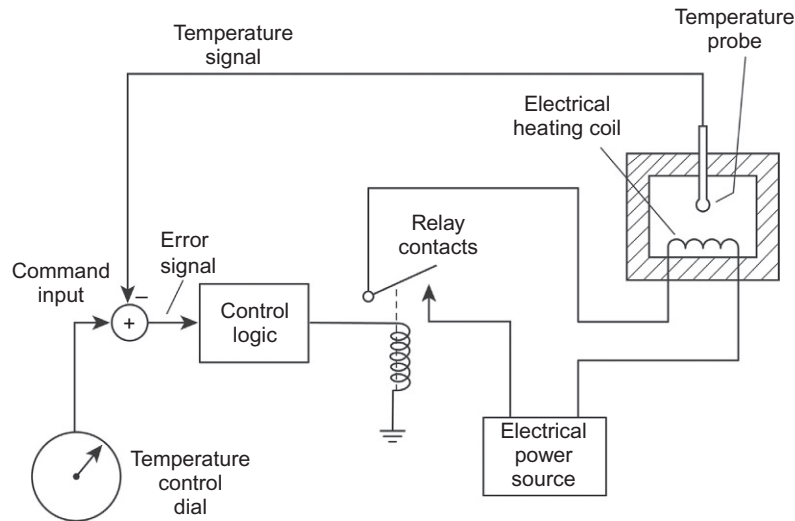 Temperature
signal
Temperature
probe
Electrical
heating coil
Relay
contacts
Error
signal
Command
input
−
+
Control
logic
Temperature
control
dial
Electrical
power
source